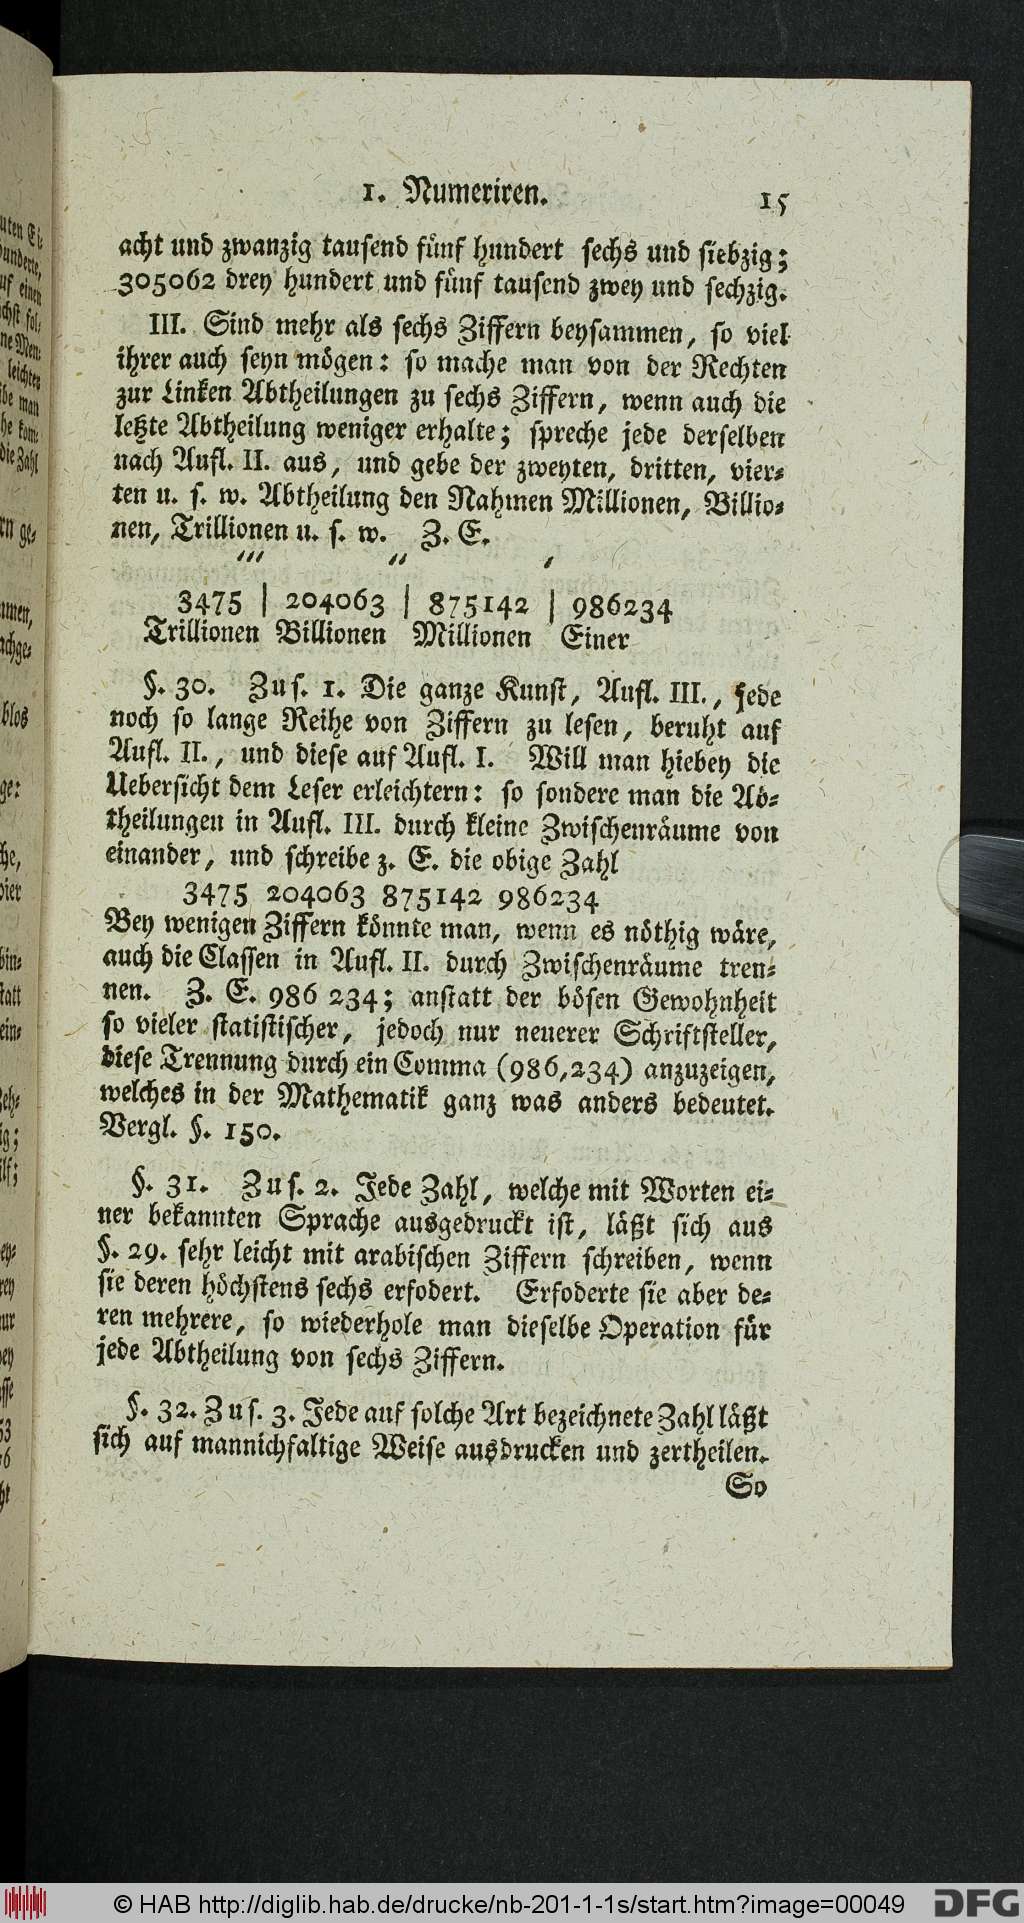 1. Numeriren. 15
acht und zwanzig tausend fünf hundert sechs und siebzig;
305062 drey hundert und fünf tausend zwey und sechzig.
III. Sind mehr als sechs Ziffern beysammen, so viel
ihrer auch seyn mögen: so mache man von der Rechten
zur Linken Abtheilungen zu sechs Ziffern, wenn auch die
letzte Abtheilung weniger erhalte; spreche jede derselben
nach Aufl. II. aus, und gebe der zweyten, dritten, vier-
ten u. s. w. Abtheilung den Nahmen Millionen, Billio-
nen, Trillionen u. s. w. Z. E.
‴ ″ ′
3475 | 204063 | 875142 | 986234
Trillionen Billionen Millionen Einer
§. 30. Zus. 1. Die ganze Kunst, Aufl. III., jede
noch so lange Reihe von Ziffern zu lesen, beruht auf
Aufl. II., und diese auf Aufl. I. Will man hiebey die
Uebersicht dem Leser erleichtern: so sondere man die Ab-
theilungen in Aufl. III. durch kleine Zwischenräume von
einander, und schreibe z. E. die obige Zahl
3475 204063 875142 986234
Bey wenigen Ziffern könnte man, wenn es nöthig wäre,
auch die Classen in Aufl. II. durch Zwischenräume tren-
nen. Z. E. 986 234; anstatt der bösen Gewohnheit
so vieler statistischer, jedoch nur neuerer Schriftsteller,
diese Trennung durch ein Comma (986,234) anzuzeigen,
welches in der Mathematik ganz was anders bedeutet.
Vergl. §. 150.
§. 31. Zus. 2. Jede Zahl, welche mit Worten ei-
ner bekannten Sprache ausgedruckt ist, läßt sich aus
§. 29. sehr leicht mit arabischen Ziffern schreiben, wenn
sie deren höchstens sechs erfodert. Erfoderte sie aber de-
ren mehrere, so wiederhole man dieselbe Operation für
jede Abtheilung von sechs Ziffern.
§. 32. Zus. 3. Jede auf solche Art bezeichnete Zahl läßt
sich auf mannichfaltige Weise ausdrucken und zertheilen.
So
© HAB http://diglib.hab.de/drucke/nb-201-1-1s/start.htm?image=00049
DFG